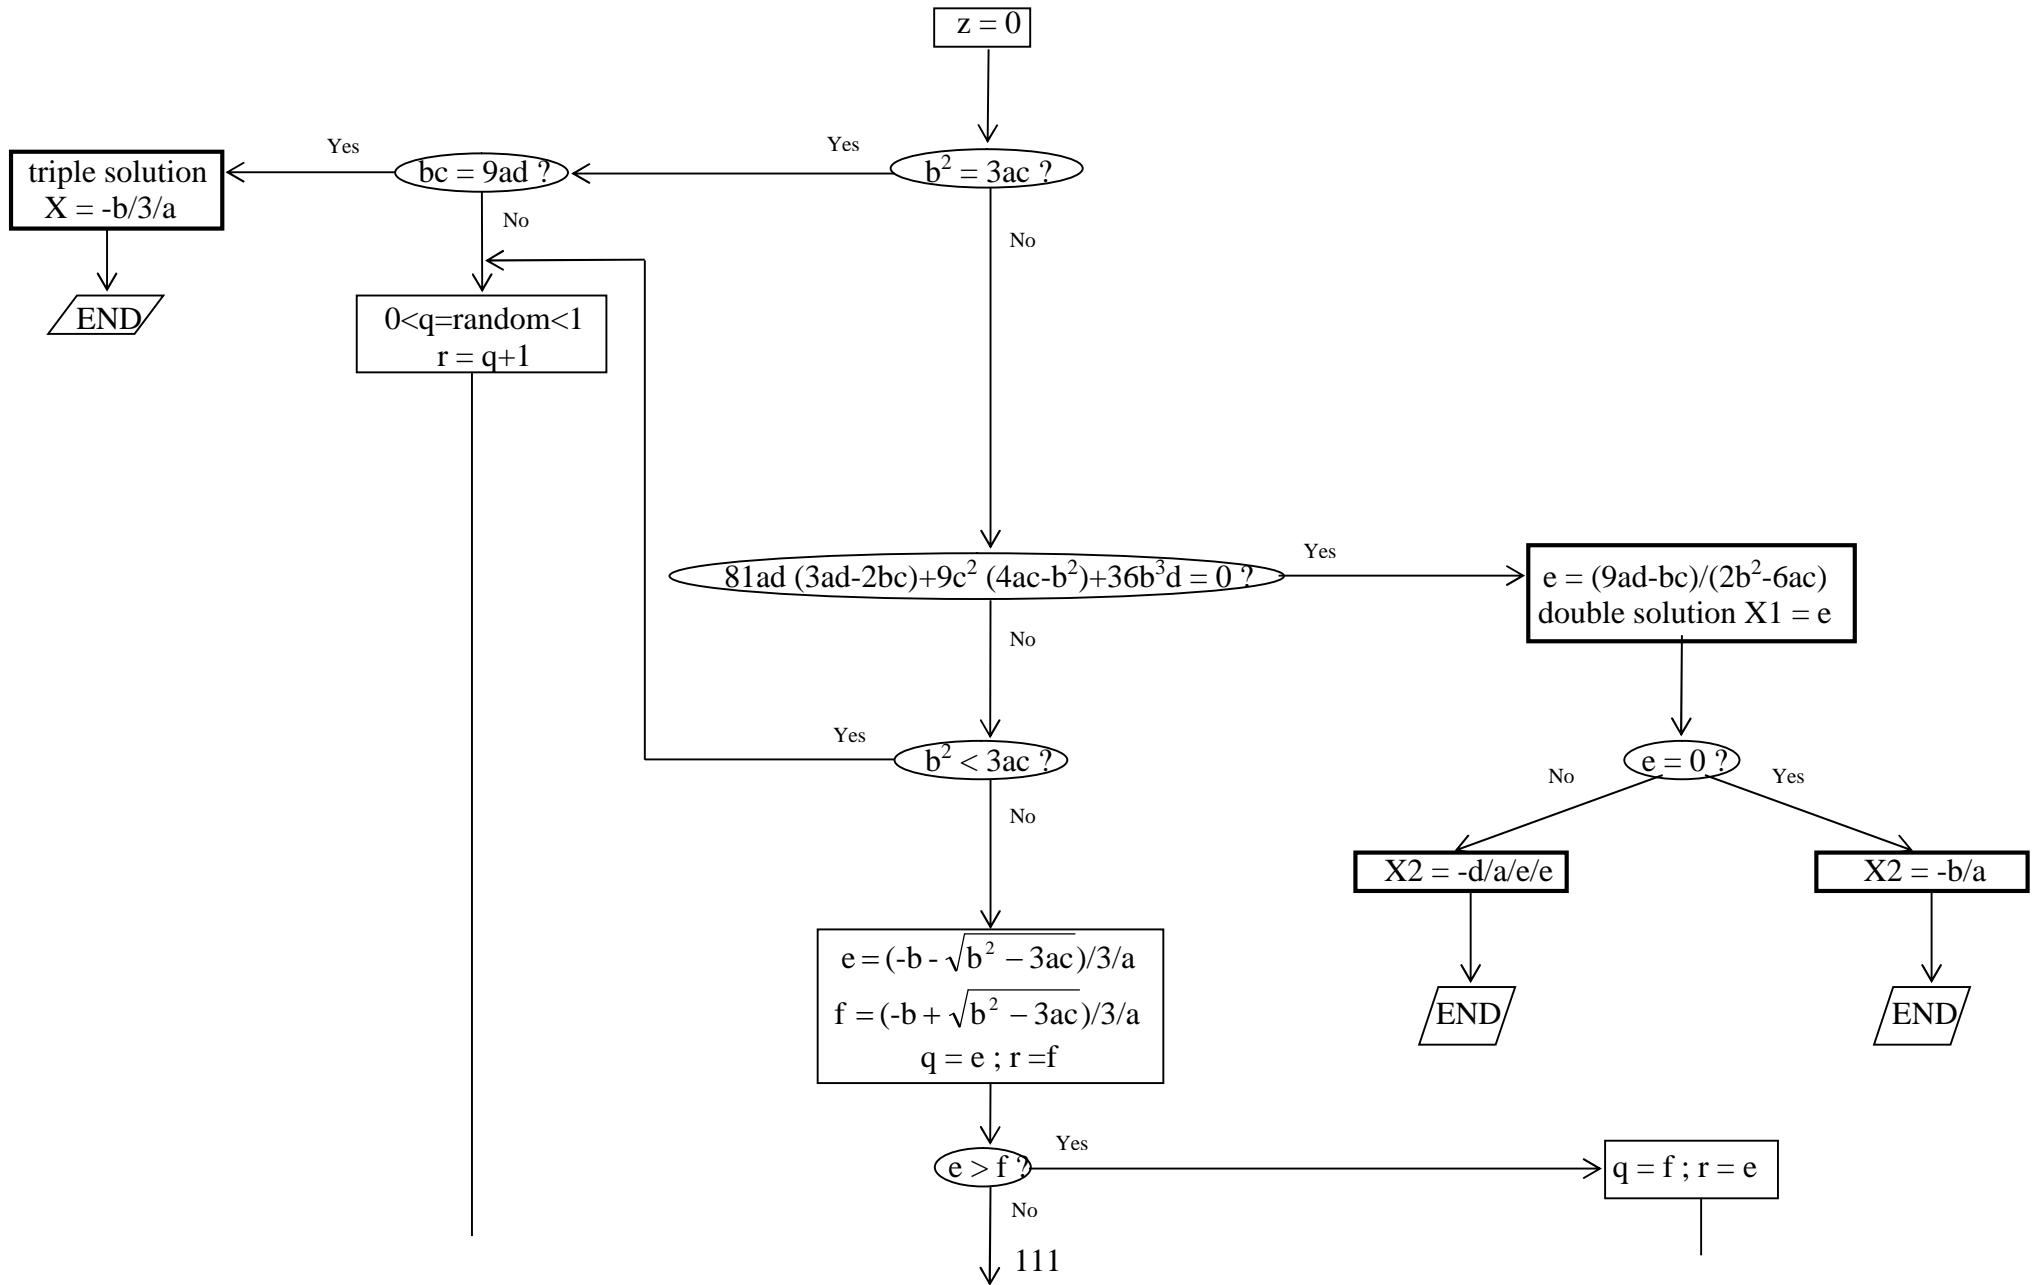 z = 0
Yes
Yes
triple solution
X = -b/3/a
bc = 9ad ?
b² = 3ac ?
No
No
END
0<q=random<1
r = q+1
81ad (3ad-2bc)+9c² (4ac-b²)+36b³d = 0 ?
Yes
e = (9ad-bc)/(2b²-6ac)
double solution X1 = e
No
Yes
b² < 3ac ?
e = 0 ?
No
Yes
No
X2 = -d/a/e/e
X2 = -b/a
e = (-b - √(b² − 3ac))/3/a
f = (-b + √(b² − 3ac))/3/a
q = e ; r =f
END
END
e > f ?
Yes
q = f ; r = e
No
111